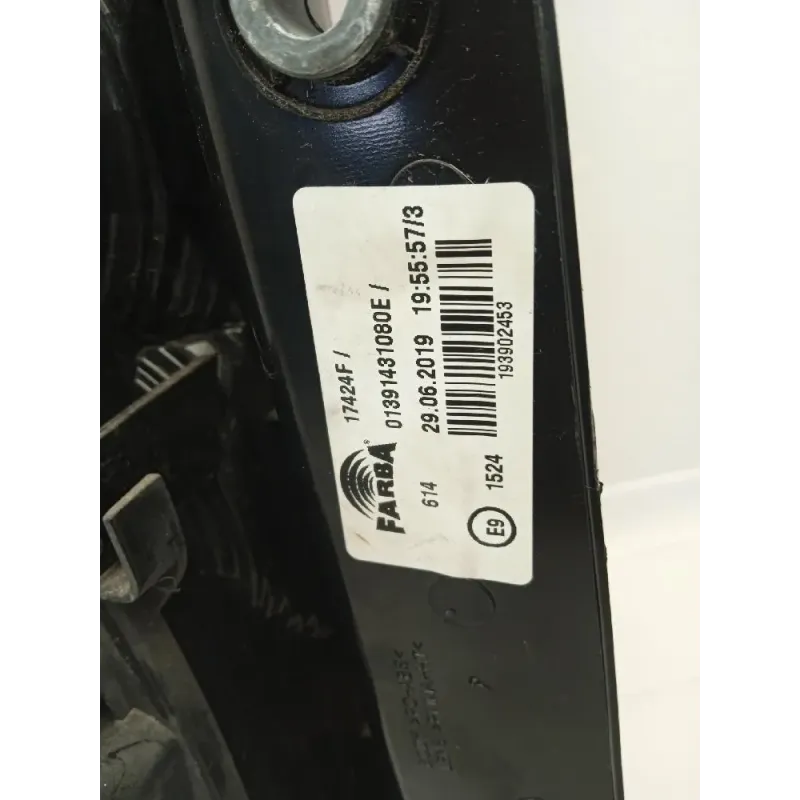 17424F /
FARBA®
01391431080E /
614
29.06.2019 19:55:57/3
E9
1524
193902453